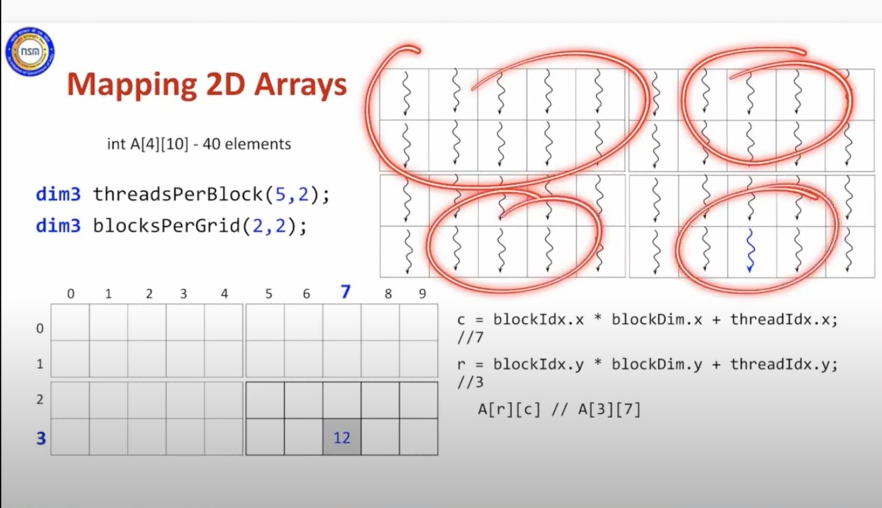 nsm
Mapping 2D Arrays
int A[4][10] - 40 elements
dim3 threadsPerBlock(5,2);
dim3 blocksPerGrid(2,2);
0 1 2 3 4 5 6 7 8 9
0
1
2
3 12
c = blockIdx.x * blockDim.x + threadIdx.x;
//7
r = blockIdx.y * blockDim.y + threadIdx.y;
//3
A[r][c] // A[3][7]